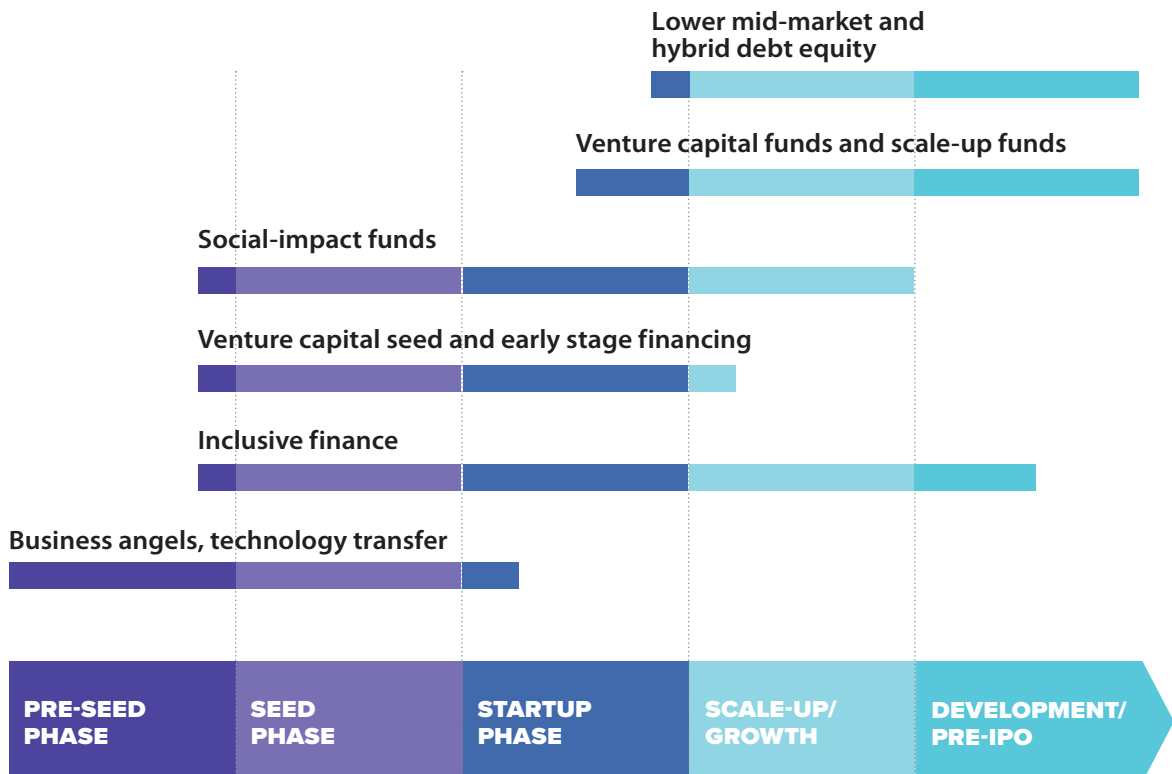 Lower mid-market and
hybrid debt equity
Venture capital funds and scale-up funds
Social-impact funds
Venture capital seed and early stage financing
Inclusive finance
Business angels, technology transfer
PRE-SEED
PHASE
SEED
PHASE
STARTUP
PHASE
SCALE-UP/
GROWTH
DEVELOPMENT/
PRE-IPO